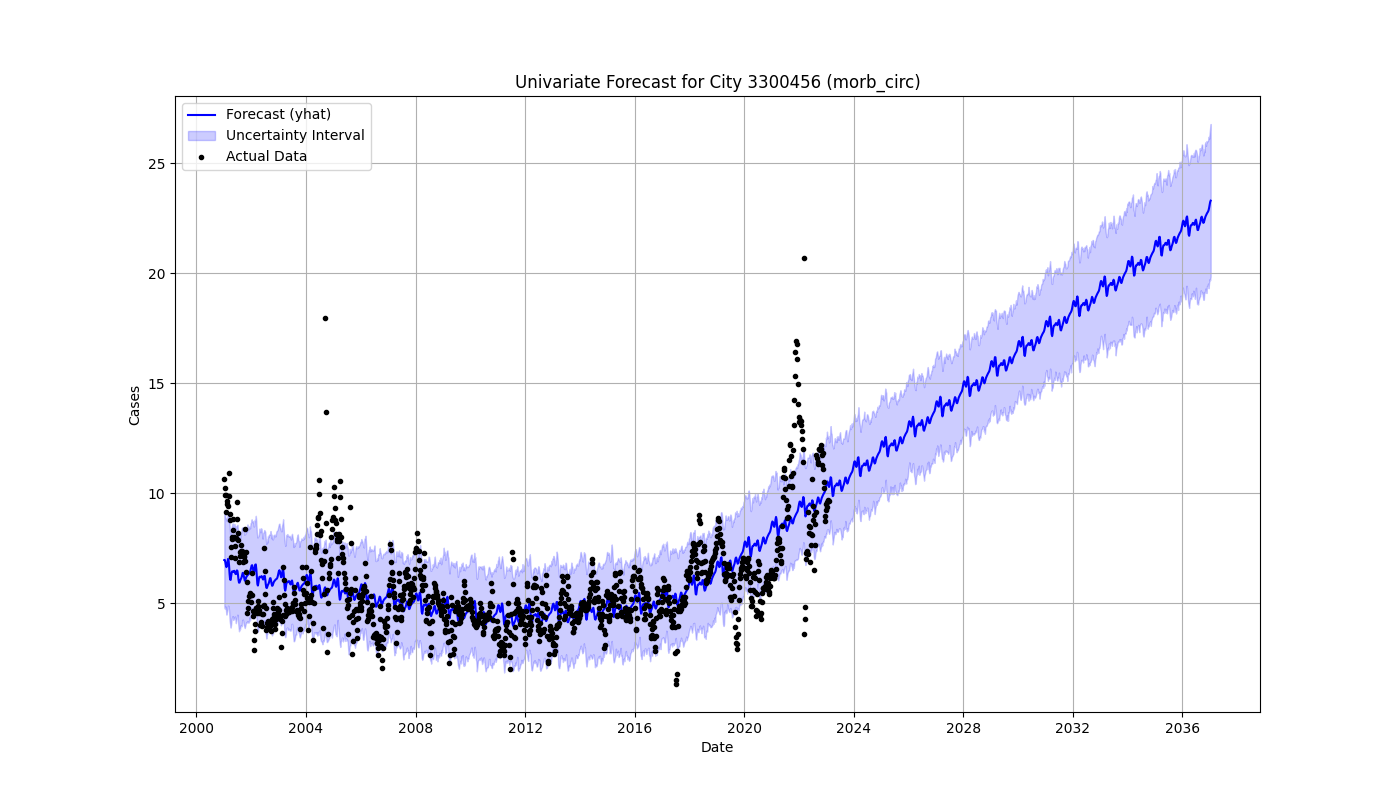 Univariate Forecast for City 3300456 (morb_circ)
Forecast (yhat)
Uncertainty Interval
Actual Data
25
20
15
10
5
Cases
2000 2004 2008 2012 2016 2020 2024 2028 2032 2036
Date